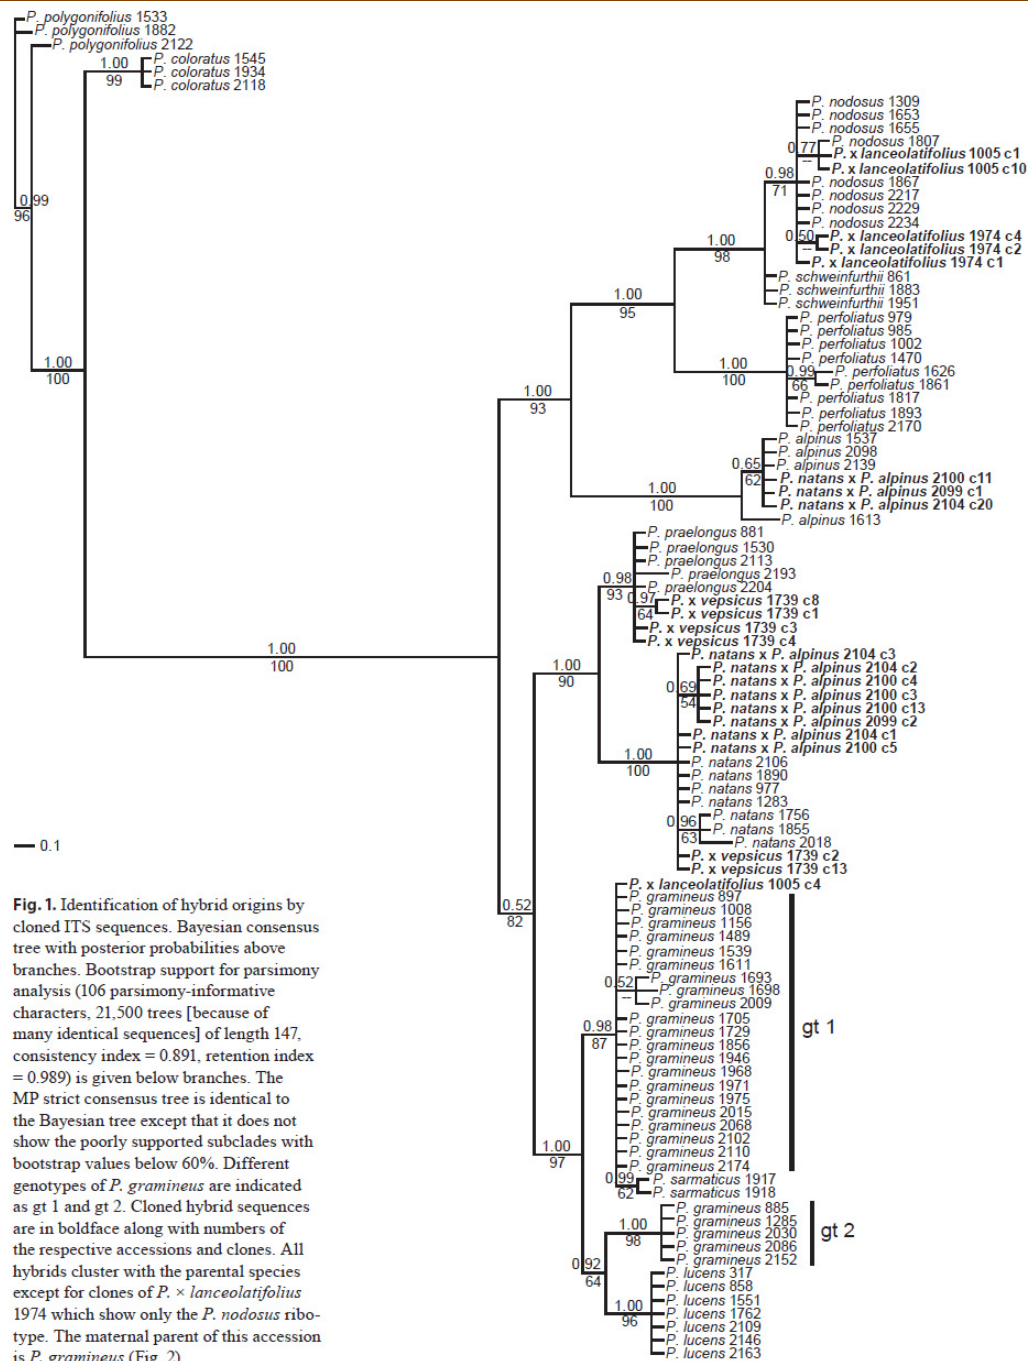 P. polygonifolius 1533
P. polygonifolius 1882
P. polygonifolius 2122
1.00
99
P. coloratus 1545
P. coloratus 1934
P. coloratus 2118
0.99
96
1.00
100
P. nodosus 1309
P. nodosus 1653
P. nodosus 1655
P. nodosus 1807
0.77
--
P. x lanceolatifolius 1005 c1
P. x lanceolatifolius 1005 c10
0.98
71
P. nodosus 1867
P. nodosus 2217
P. nodosus 2229
P. nodosus 2234
0.50
--
P. x lanceolatifolius 1974 c4
P. x lanceolatifolius 1974 c2
P. x lanceolatifolius 1974 c1
1.00
98
P. schweinfurthii 861
P. schweinfurthii 1883
P. schweinfurthii 1951
1.00
95
P. perfoliatus 979
P. perfoliatus 985
P. perfoliatus 1002
P. perfoliatus 1470
1.00
100
0.99
66
P. perfoliatus 1626
P. perfoliatus 1861
P. perfoliatus 1817
P. perfoliatus 1893
P. perfoliatus 2170
1.00
93
P. alpinus 1537
P. alpinus 2098
P. alpinus 2139
0.65
62
P. natans x P. alpinus 2100 c11
P. natans x P. alpinus 2099 c1
P. natans x P. alpinus 2104 c20
1.00
100
P. alpinus 1613
P. praelongus 881
P. praelongus 1530
P. praelongus 2113
P. praelongus 2193
P. praelongus 2204
0.98
93
0.97
64
P. x vepsicus 1739 c8
P. x vepsicus 1739 c1
P. x vepsicus 1739 c3
P. x vepsicus 1739 c4
1.00
100
1.00
90
P. natans x P. alpinus 2104 c3
P. natans x P. alpinus 2104 c2
P. natans x P. alpinus 2100 c4
0.69
54
P. natans x P. alpinus 2100 c3
P. natans x P. alpinus 2100 c13
P. natans x P. alpinus 2099 c2
P. natans x P. alpinus 2104 c1
P. natans x P. alpinus 2100 c5
1.00
100
P. natans 2106
P. natans 1890
P. natans 977
P. natans 1283
0.96
63
P. natans 1756
P. natans 1855
P. natans 2018
P. x vepsicus 1739 c2
P. x vepsicus 1739 c13
0.1
0.52
82
P. x lanceolatifolius 1005 c4
P. gramineus 897
P. gramineus 1008
P. gramineus 1156
P. gramineus 1489
P. gramineus 1539
P. gramineus 1611
0.52
--
P. gramineus 1693
P. gramineus 1698
P. gramineus 2009
0.98
87
P. gramineus 1705
P. gramineus 1729
P. gramineus 1856
P. gramineus 1946
P. gramineus 1968
P. gramineus 1971
P. gramineus 1975
P. gramineus 2015
P. gramineus 2068
P. gramineus 2102
P. gramineus 2110
P. gramineus 2174
gt 1
1.00
97
0.99
62
P. sarmaticus 1917
P. sarmaticus 1918
P. gramineus 885
P. gramineus 1285
P. gramineus 2030
P. gramineus 2086
P. gramineus 2152
1.00
98
gt 2
0.92
64
P. lucens 317
P. lucens 858
P. lucens 1551
P. lucens 1762
P. lucens 2109
P. lucens 2146
P. lucens 2163
1.00
96
Fig. 1. Identification of hybrid origins by
cloned ITS sequences. Bayesian consensus
tree with posterior probabilities above
branches. Bootstrap support for parsimony
analysis (106 parsimony-informative
characters, 21,500 trees [because of
many identical sequences] of length 147,
consistency index = 0.891, retention index
= 0.989) is given below branches. The
MP strict consensus tree is identical to
the Bayesian tree except that it does not
show the poorly supported subclades with
bootstrap values below 60%. Different
genotypes of P. gramineus are indicated
as gt 1 and gt 2. Cloned hybrid sequences
are in boldface along with numbers of
the respective accessions and clones. All
hybrids cluster with the parental species
except for clones of P. × lanceolatifolius
1974 which show only the P. nodosus ribo-
type. The maternal parent of this accession
is P. gramineus (Fig. 2)